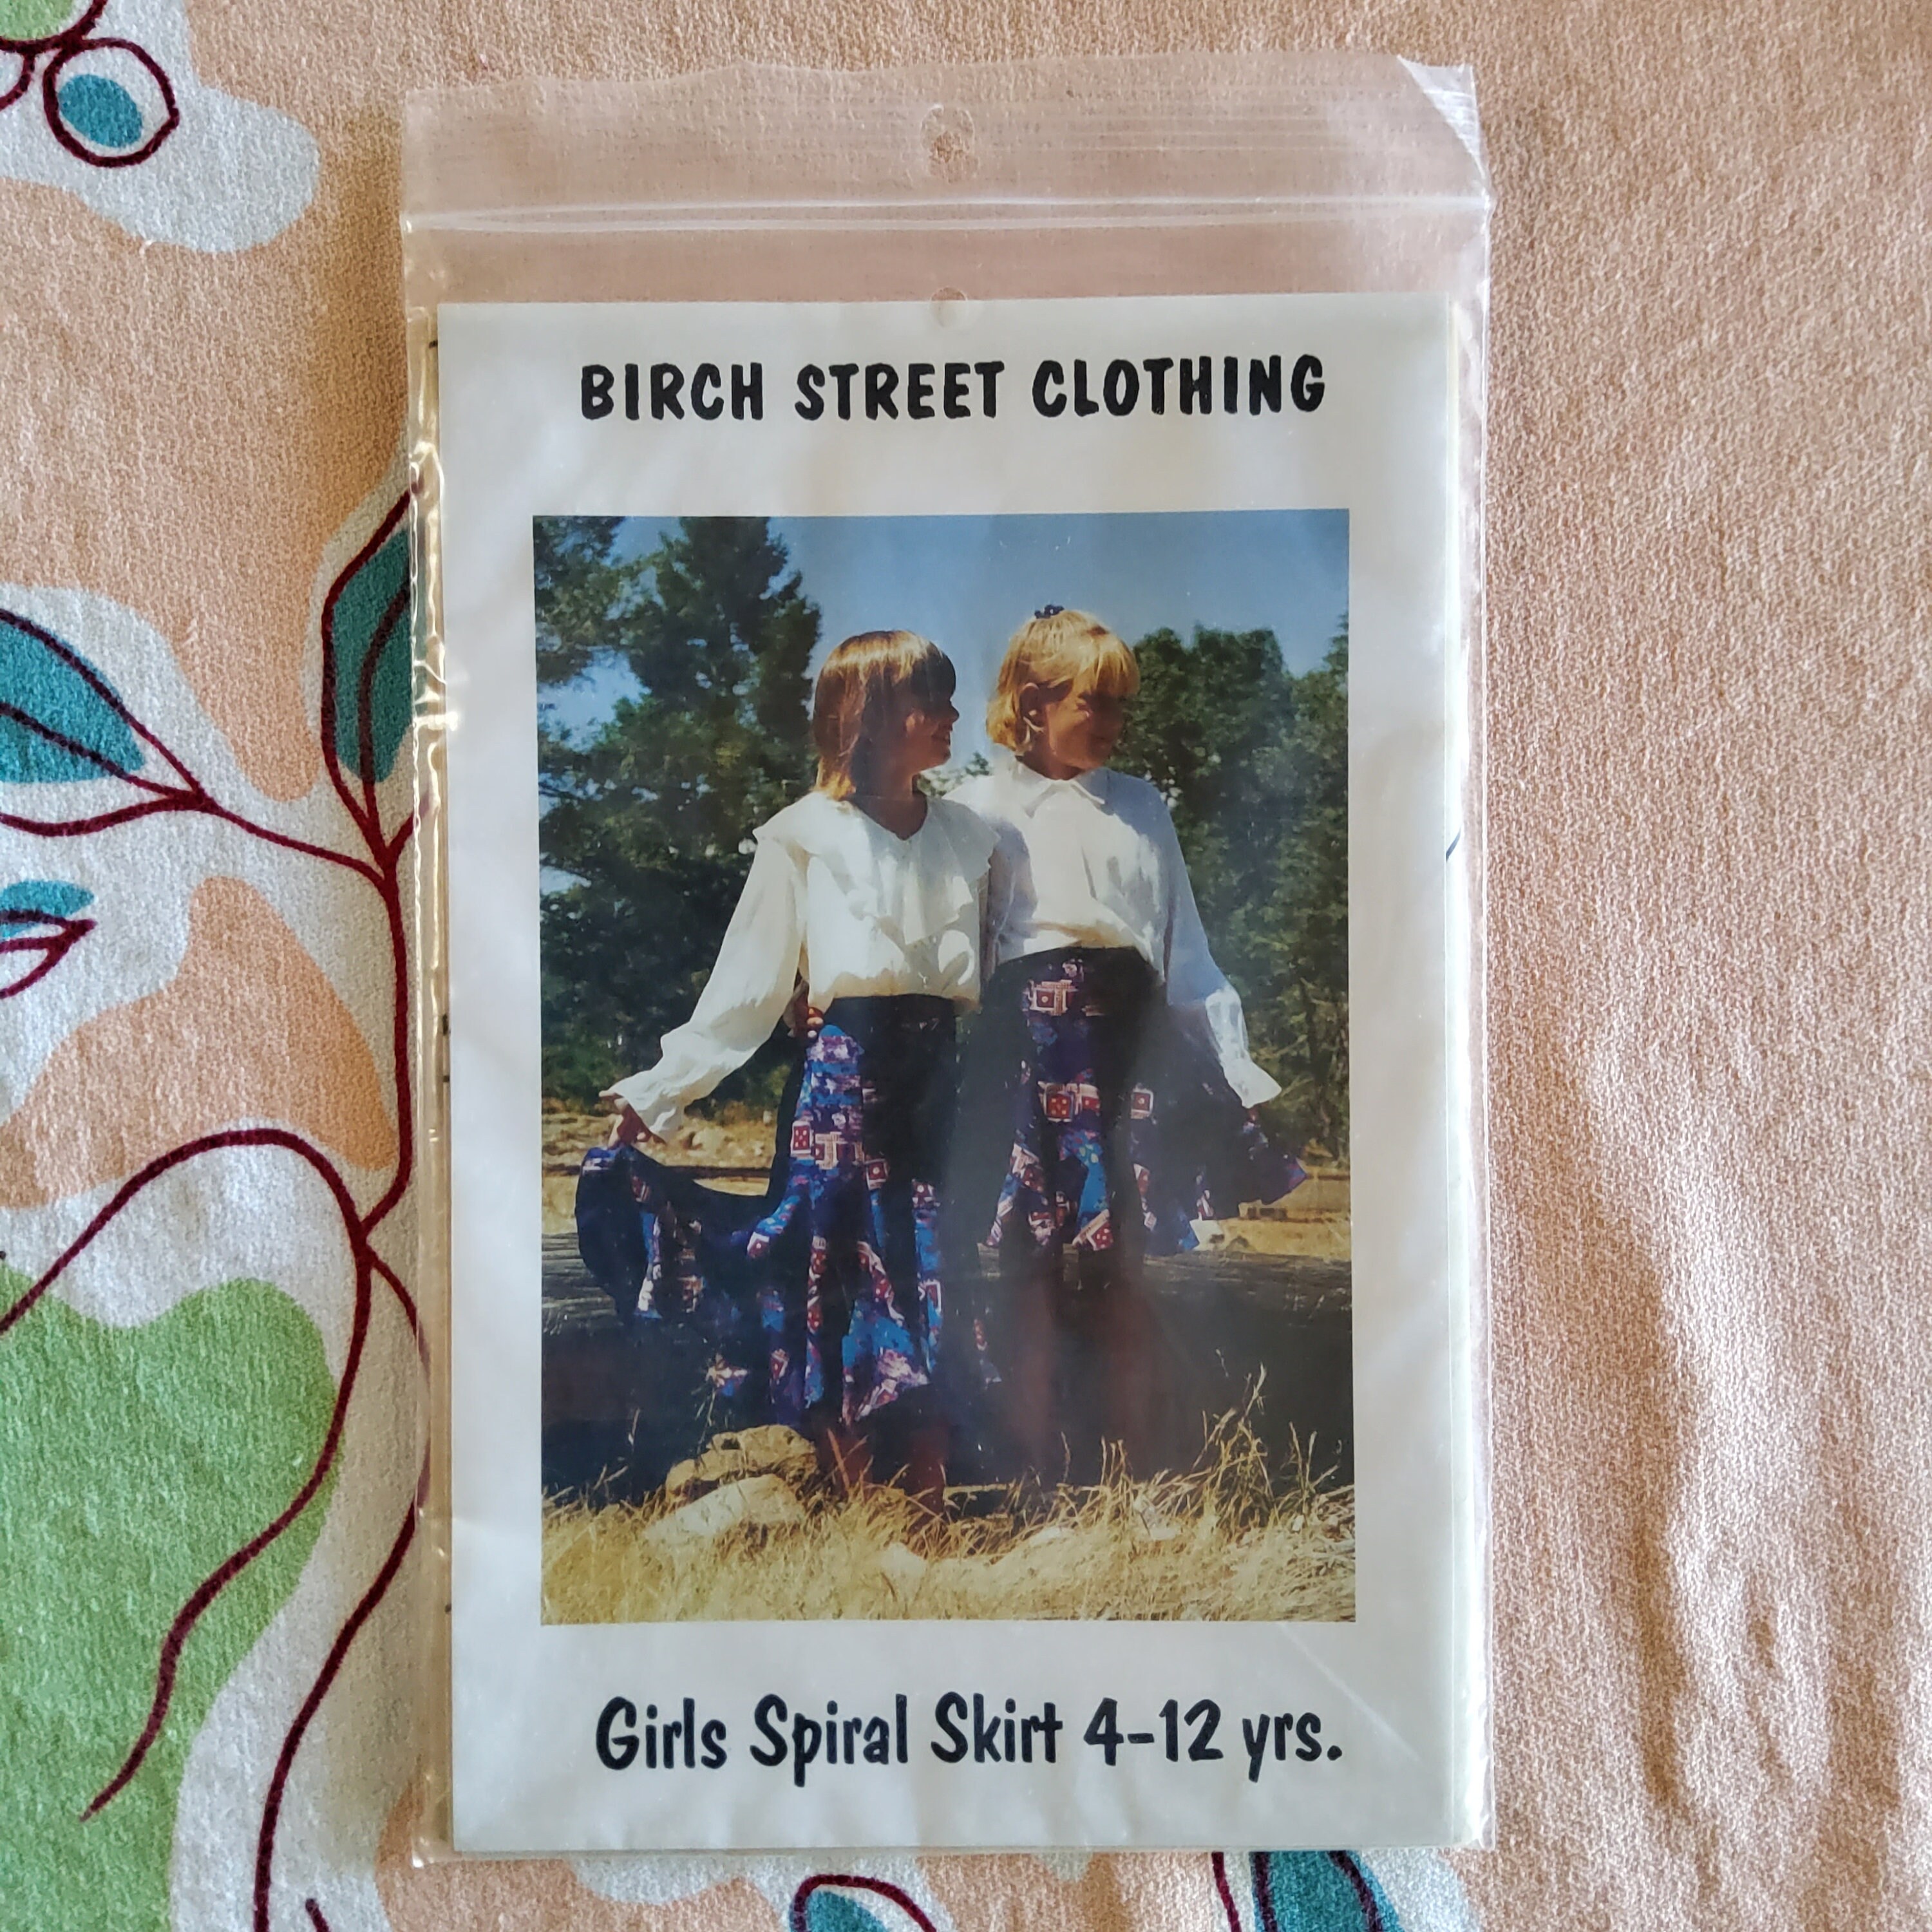 BIRCH STREET CLOTHING
Girls Spiral Skirt 4-12 yrs.